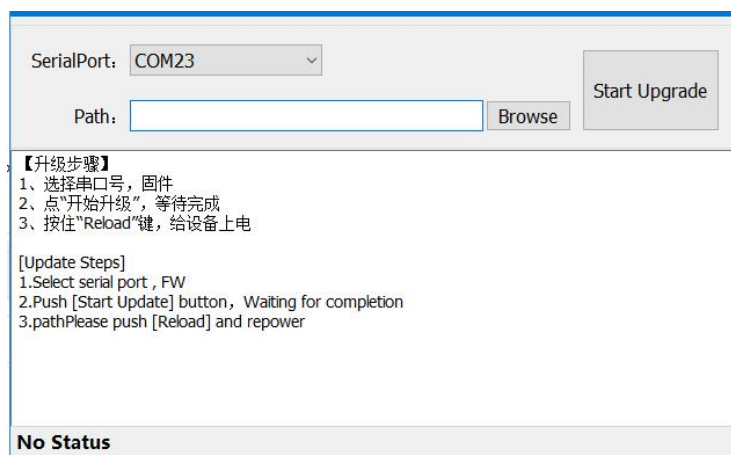 SerialPort: COM23
Start Upgrade
Path: Browse
【升级步骤】
1、选择串口号，固件
2、点“开始升级”，等待完成
3、按住“Reload”键，给设备上电
[Update Steps]
1.Select serial port , FW
2.Push [Start Update] button，Waiting for completion
3.pathPlease push [Reload] and repower
No Status